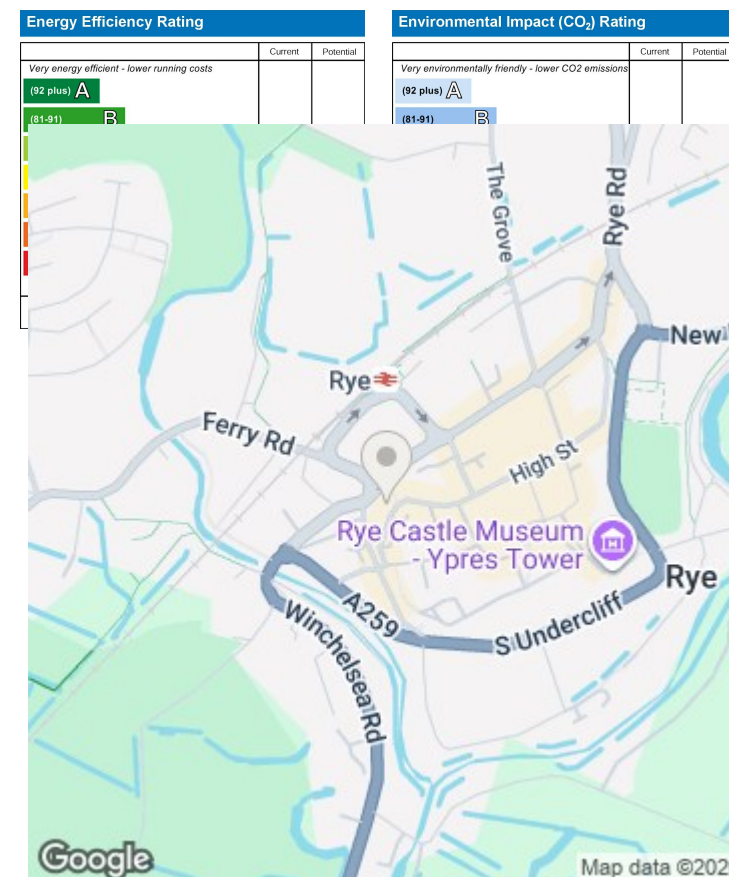 Energy Efficiency Rating
Current Potential
Very energy efficient - lower running costs
(92 plus) A
(81-91) B
Environmental Impact (CO₂) Rating
Current Potential
Very environmentally friendly - lower CO2 emissions
(92 plus) A
(81-91) B
The Grove
Rye Rd
New
Rye
Ferry Rd
High St
Rye Castle Museum
- Ypres Tower
Rye
A259
S Undercliff
Winchelsea Rd
Google
Map data ©202